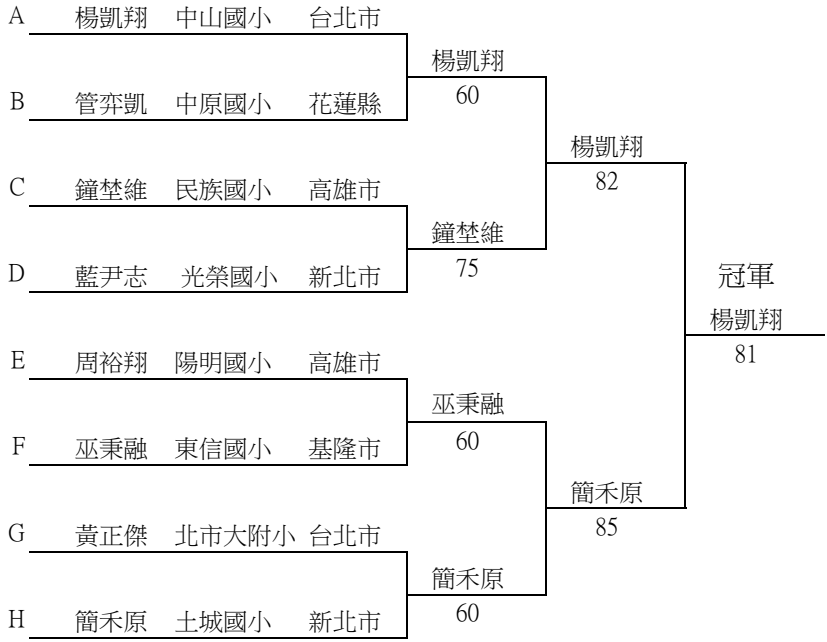 A 楊凱翔 中山國小 台北市
楊凱翔
60
B 管弈凱 中原國小 花蓮縣
楊凱翔
82
C 鐘埜維 民族國小 高雄市
鐘埜維
75
D 藍尹志 光榮國小 新北市
冠軍
楊凱翔
81
E 周裕翔 陽明國小 高雄市
巫秉融
60
F 巫秉融 東信國小 基隆市
簡禾原
85
G 黃正傑 北市大附小 台北市
簡禾原
60
H 簡禾原 土城國小 新北市